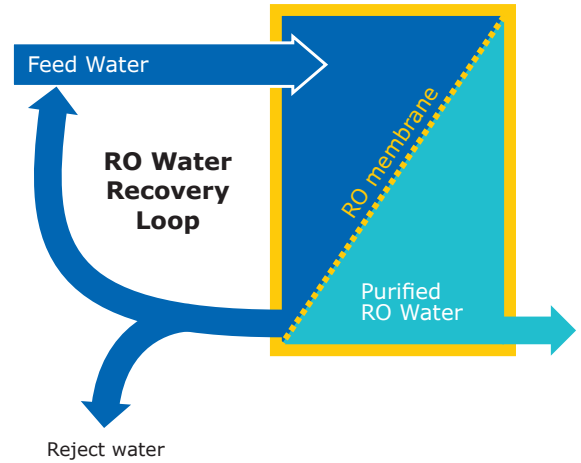 Feed Water
RO Water
Recovery
Loop
RO membrane
Purified
RO Water
Reject water